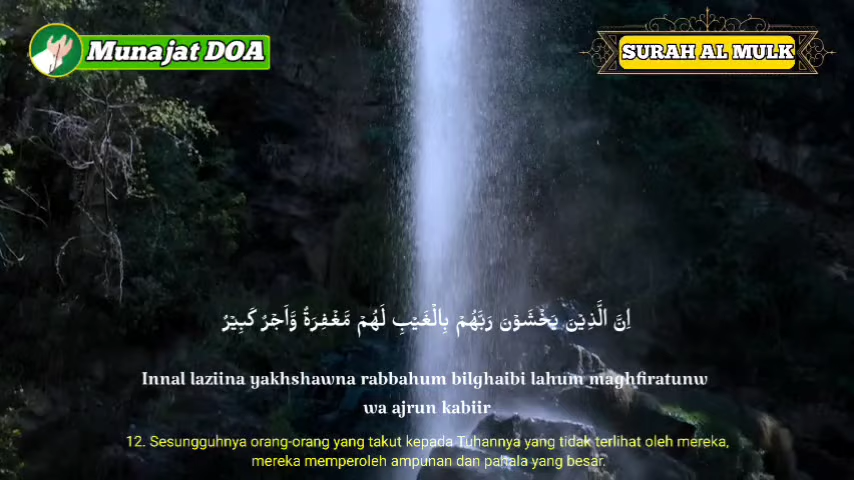 Munajat DOA
SURAH AL MULK
اِنَّ الَّذِيْنَ يَخْشَوْنَ رَبَّهُمْ بِالْغَيْبِ لَهُمْ مَّغْفِرَةٌ وَّاَجْرٌ كَبِيْرٌ
Innal laziina yakhshawna rabbahum bilghaibi lahum maghfiratunw
wa ajrun kabiir
12. Sesungguhnya orang-orang yang takut kepada Tuhannya yang tidak terlihat oleh mereka,
mereka memperoleh ampunan dan pahala yang besar.